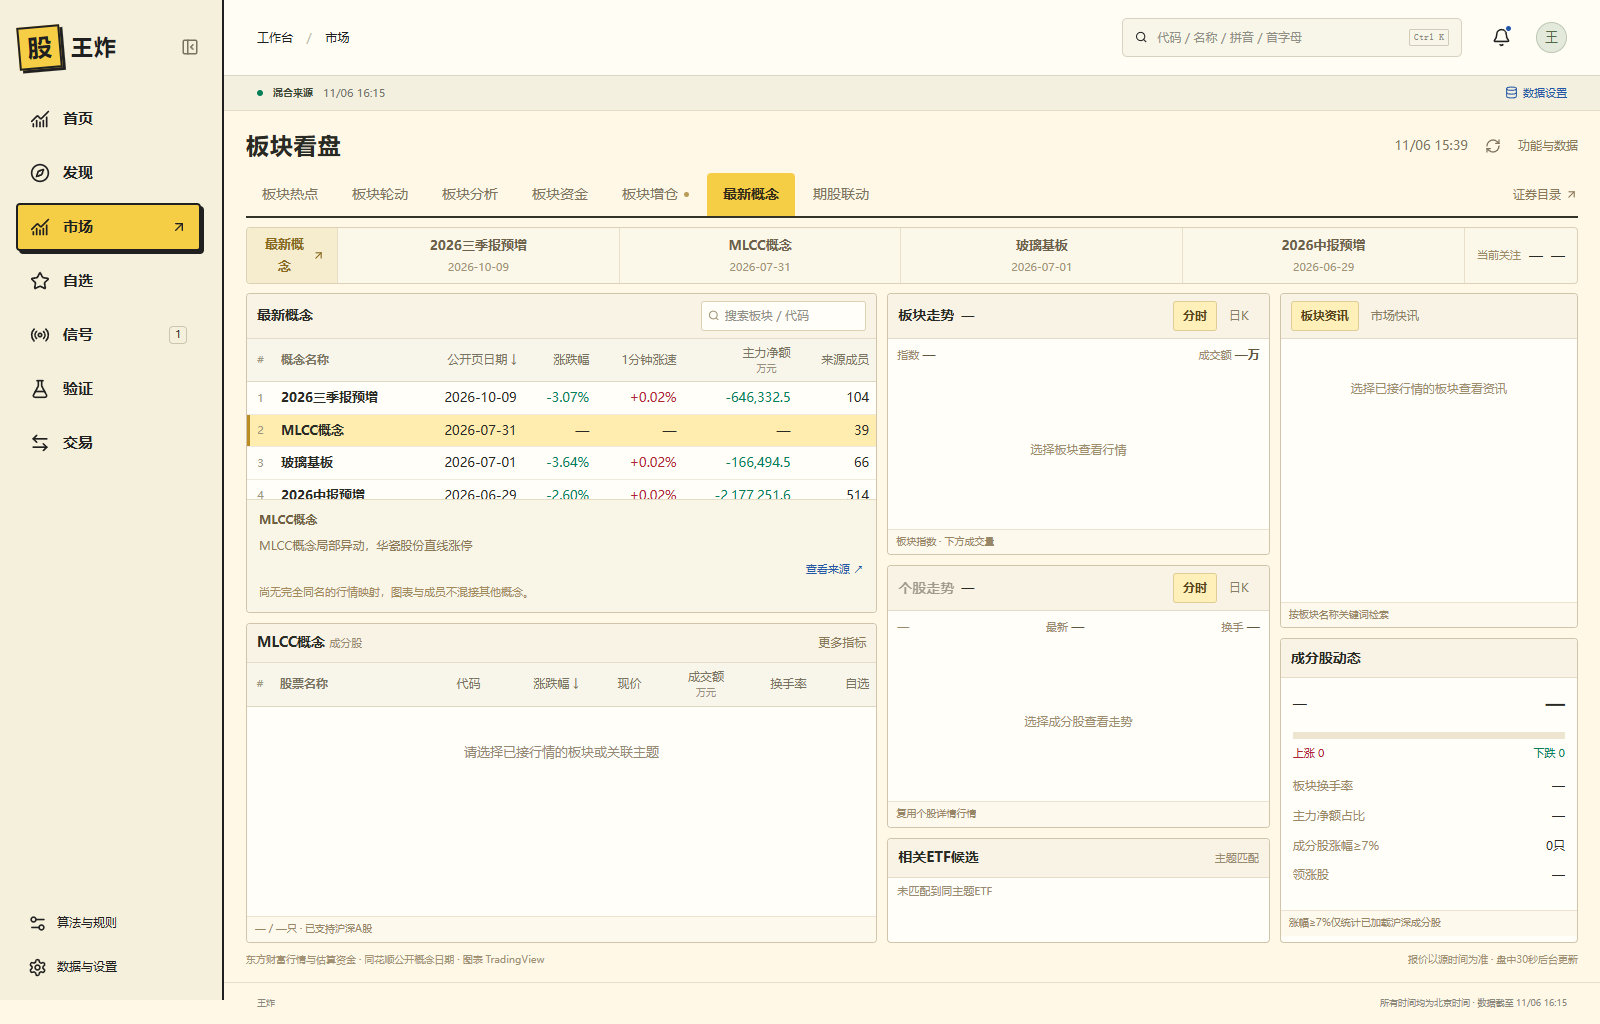 股 王炸
首页
发现
市场
自选
信号 1
验证
交易
算法与规则
数据与设置
工作台 / 市场
代码 / 名称 / 拼音 / 首字母 Ctrl K
王
混合来源 11/06 16:15
数据设置
板块看盘
11/06 15:39 功能与数据
板块热点 板块轮动 板块分析 板块资金 板块增仓 最新概念 期股联动
证券目录 ↗
最新概
念 ↗
2026三季报预增
2026-10-09
MLCC概念
2026-07-31
玻璃基板
2026-07-01
2026中报预增
2026-06-29
当前关注 — —
最新概念
搜索板块 / 代码
# 概念名称 公开页日期↓ 涨跌幅 1分钟涨速 主力净额 来源成员
万元
1 2026三季报预增 2026-10-09 -3.07% +0.02% -646,332.5 104
2 MLCC概念 2026-07-31 — — — 39
3 玻璃基板 2026-07-01 -3.64% +0.02% -166,494.5 66
4 2026中报预增 2026-06-29 -2.60% +0.02% -2,177,251.6 514
MLCC概念
MLCC概念局部异动，华瓷股份直线涨停
查看来源 ↗
尚无完全同名的行情映射，图表与成员不混接其他概念。
MLCC概念 成分股 更多指标
# 股票名称 代码 涨跌幅↓ 现价 成交额 换手率 自选
万元
请选择已接行情的板块或关联主题
— / —只 · 已支持沪深A股
板块走势 — 分时 日K
指数 — 成交额 —万
选择板块查看行情
板块指数 · 下方成交量
个股走势 — 分时 日K
— 最新 — 换手 —
选择成分股查看走势
复用个股详情行情
相关ETF候选 主题匹配
未匹配到同主题ETF
板块资讯 市场快讯
选择已接行情的板块查看资讯
按板块名称关键词检索
成分股动态
— —
上涨 0 下跌 0
板块换手率 —
主力净额占比 —
成分股涨幅≥7% 0只
领涨股 —
涨幅≥7%仅统计已加载沪深成分股
东方财富行情与估算资金 · 同花顺公开概念日期 · 图表 TradingView
报价以源时间为准 · 盘中30秒后台更新
王炸
所有时间均为北京时间 · 数据截至 11/06 16:15